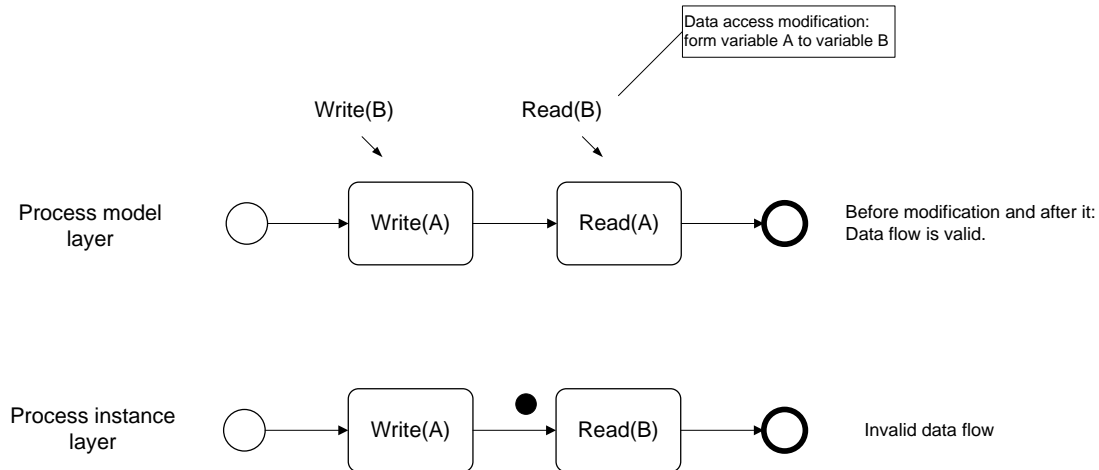 Data access modification:
form variable A to variable B
Write(B)
Read(B)
Process model
layer
Write(A)
Read(A)
Before modification and after it:
Data flow is valid.
Process instance
layer
Write(A)
Read(B)
Invalid data flow